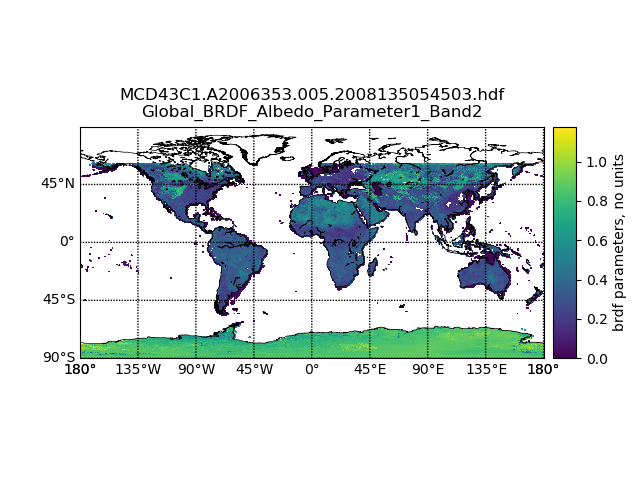 MCD43C1.A2006353.005.2008135054503.hdf
Global_BRDF_Albedo_Parameter1_Band2
45°N
0°
45°S
90°S
180° 135°W 90°W 45°W 0° 45°E 90°E 135°E 180°
1.0
0.8
0.6
0.4
0.2
0.0
brdf parameters, no units